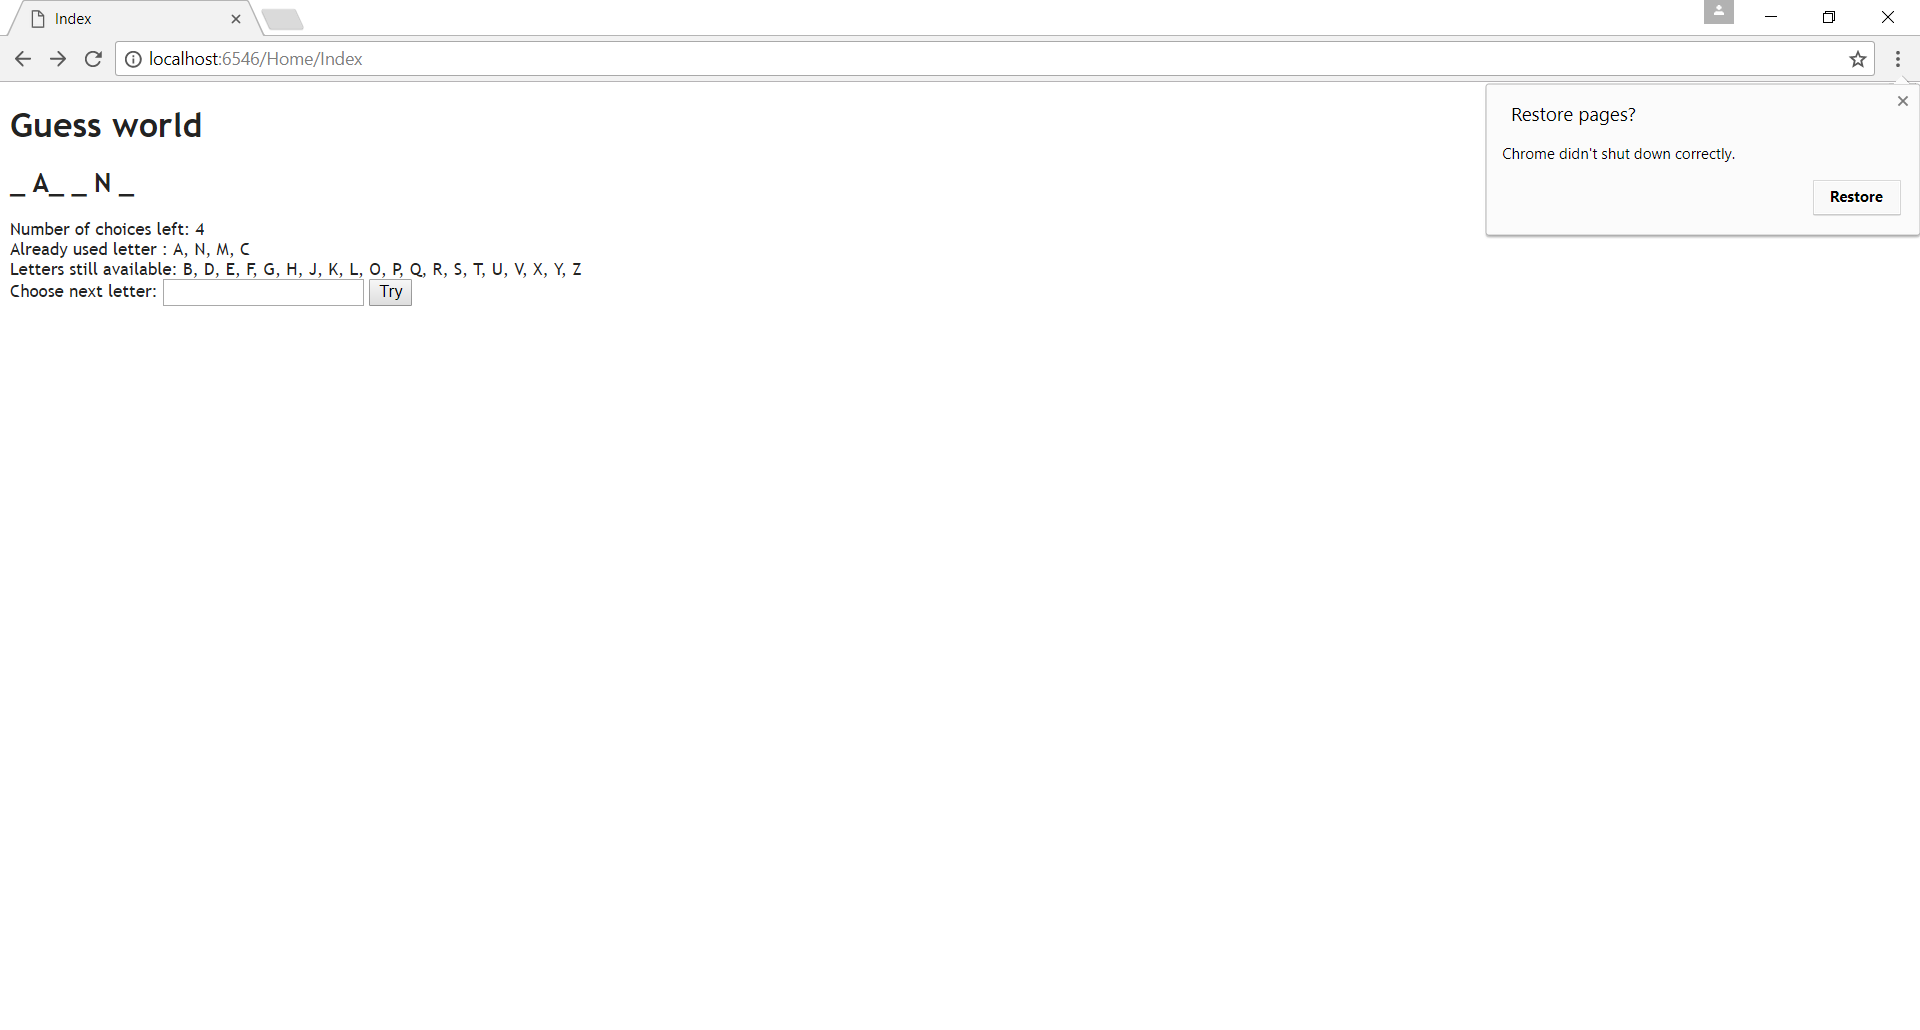 Index
localhost:6546/Home/Index
Restore pages?
Chrome didn't shut down correctly.
Restore
Guess world
_ A_ _ N _
Number of choices left: 4
Already used letter : A, N, M, C
Letters still available: B, D, E, F, G, H, J, K, L, O, P, Q, R, S, T, U, V, X, Y, Z
Choose next letter: Try